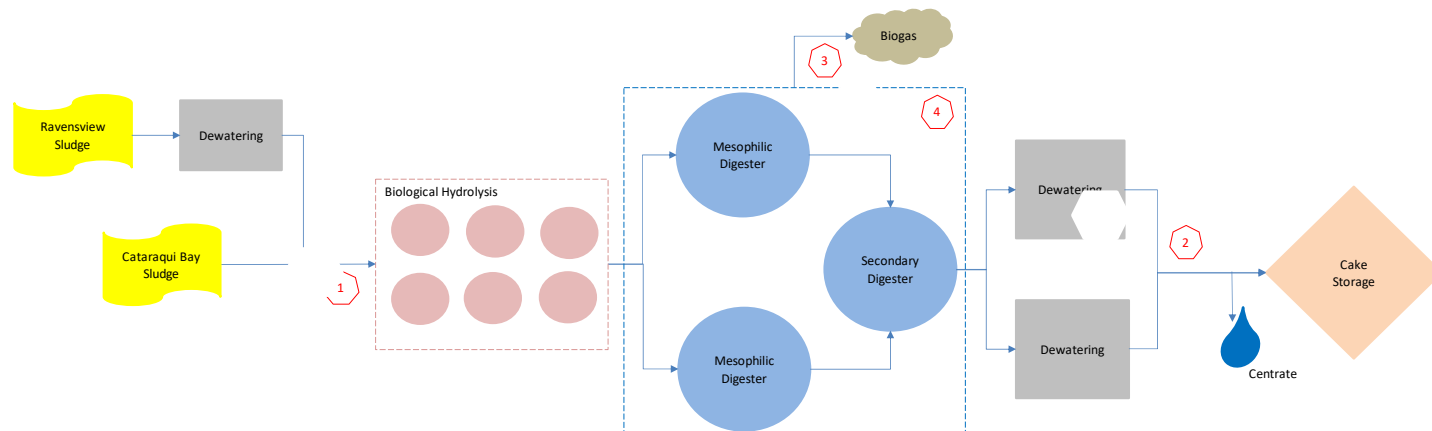 Biogas
3
4
Ravensview
Sludge
Dewatering
Mesophilic
Digester
Biological Hydrolysis
Dewatering
Cataraqui Bay
Sludge
1
Secondary
Digester
2
Cake
Storage
Mesophilic
Digester
Dewatering
Centrate